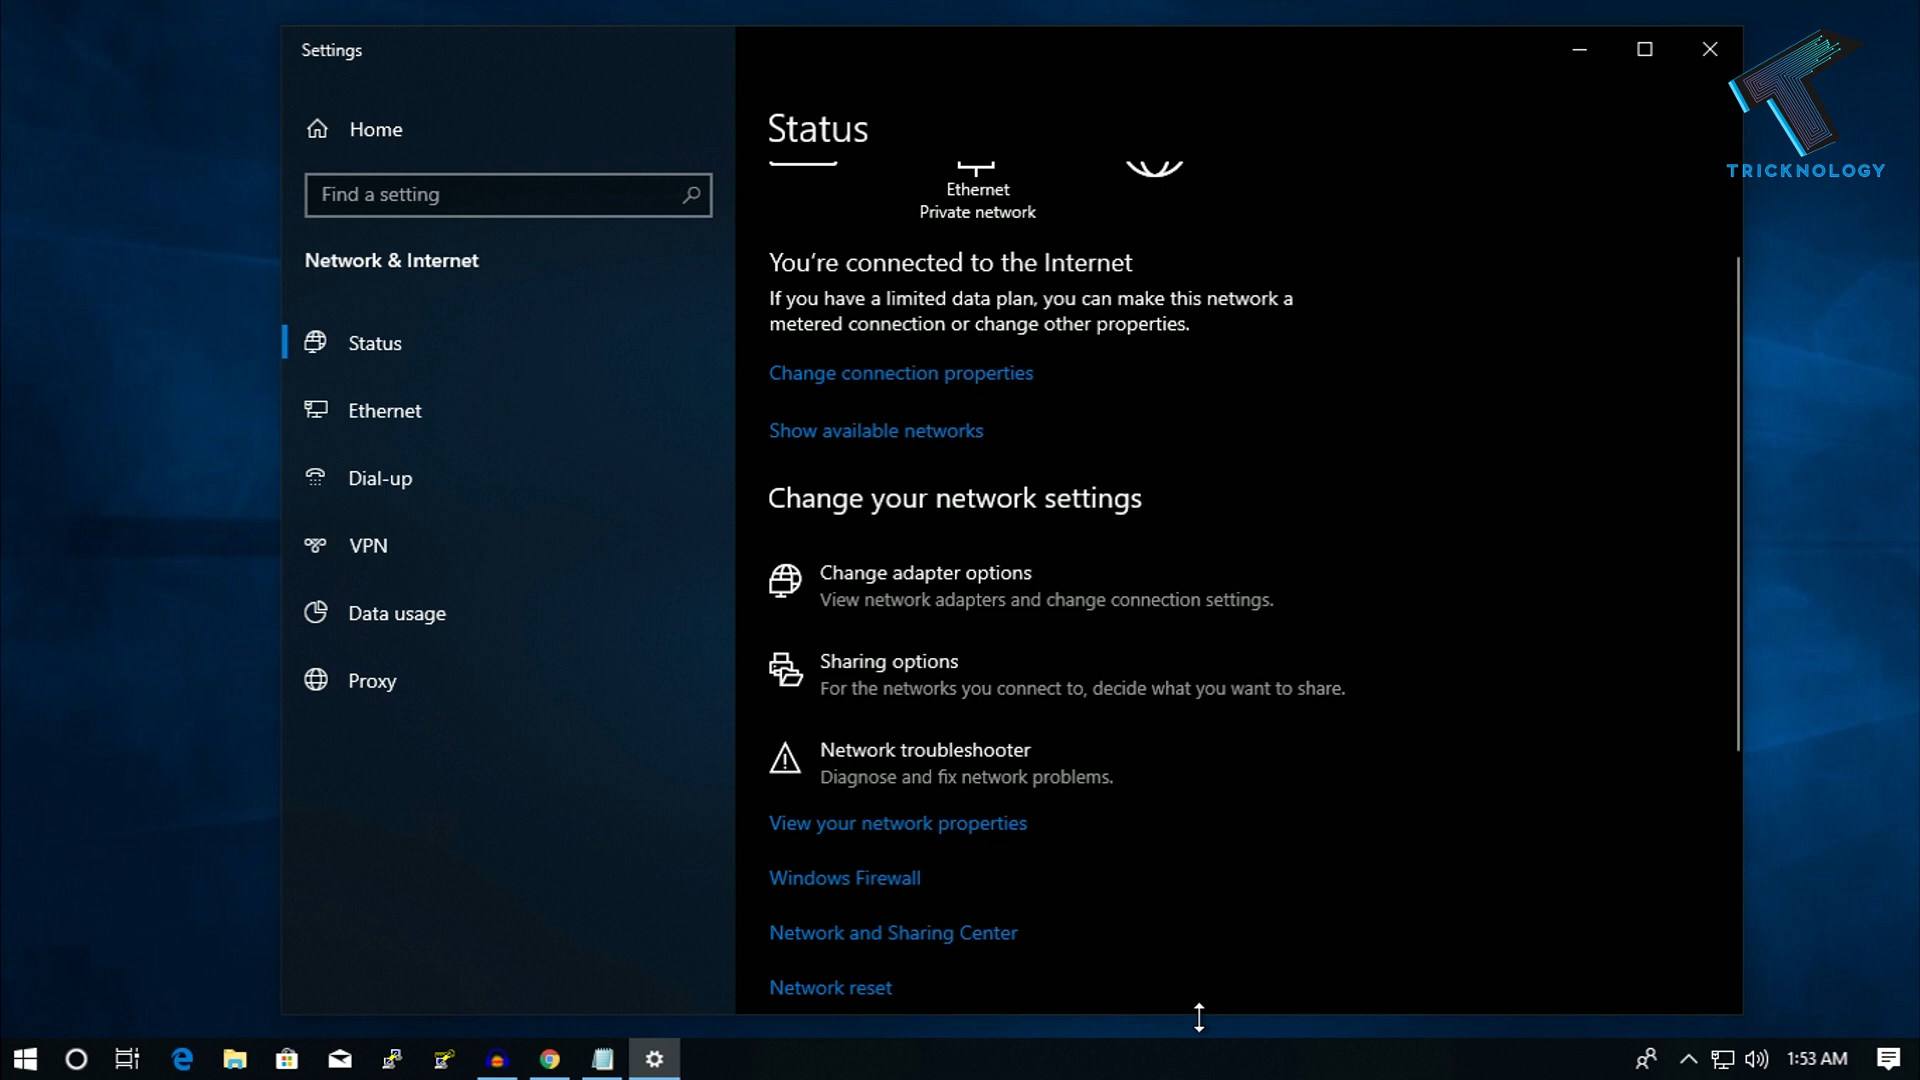 Settings
Home
Find a setting
Network & Internet
Status
Ethernet
Dial-up
VPN
Data usage
Proxy
Status
Ethernet
Private network
You're connected to the Internet
If you have a limited data plan, you can make this network a
metered connection or change other properties.
Change connection properties
Show available networks
Change your network settings
Change adapter options
View network adapters and change connection settings.
Sharing options
For the networks you connect to, decide what you want to share.
Network troubleshooter
Diagnose and fix network problems.
View your network properties
Windows Firewall
Network and Sharing Center
Network reset
TRICKNOLOGY
1:53 AM